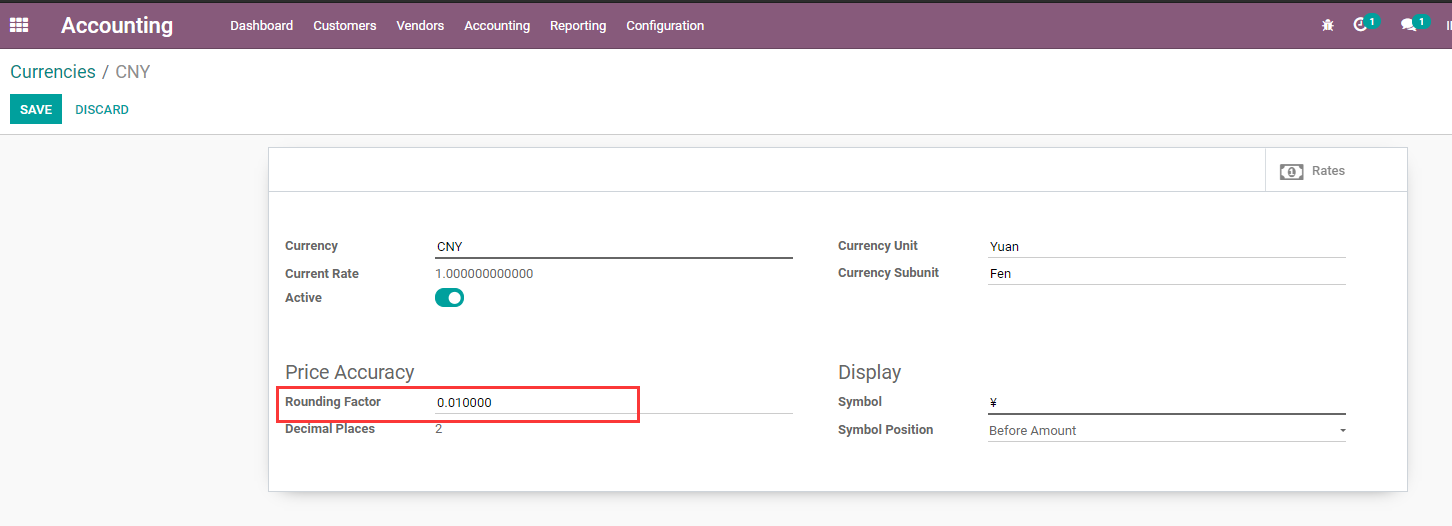 Accounting Dashboard Customers Vendors Accounting Reporting Configuration 1 1
Currencies / CNY
SAVE DISCARD
1 Rates
Currency CNY Currency Unit Yuan
Current Rate 1.000000000000 Currency Subunit Fen
Active
Price Accuracy Display
Rounding Factor 0.010000 Symbol ¥
Decimal Places 2 Symbol Position Before Amount